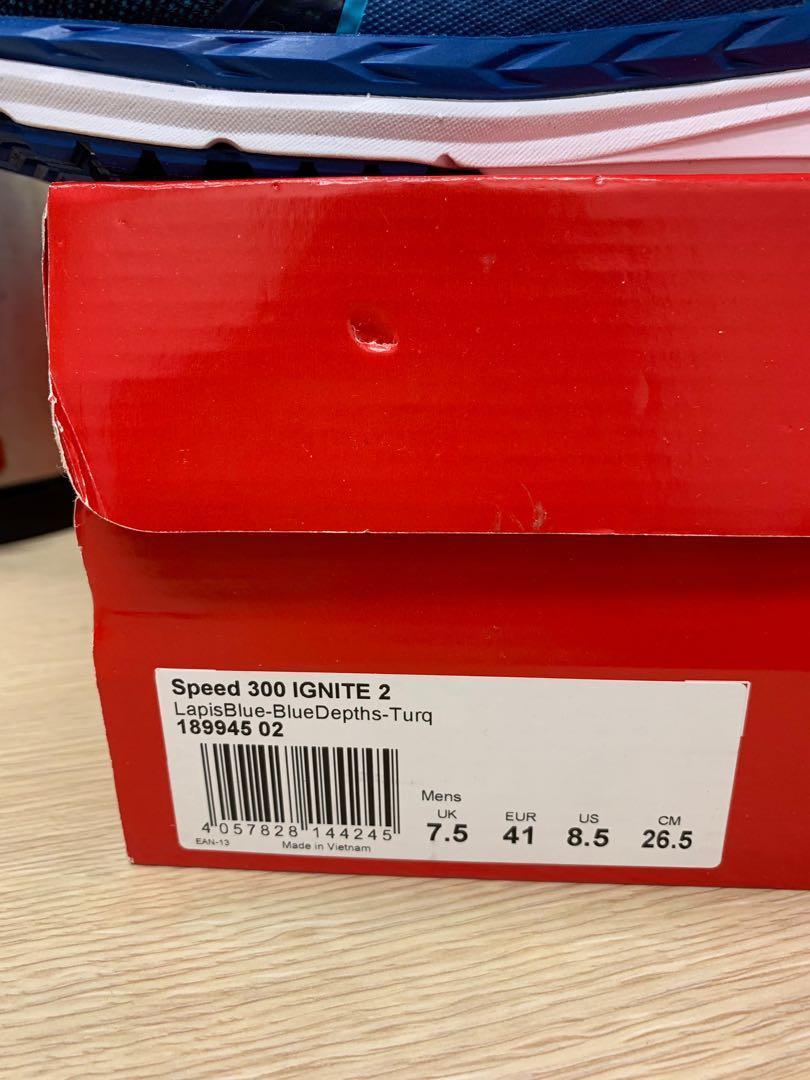 Speed 300 IGNITE 2
LapisBlue-BlueDepths-Turq
189945 02
4 057828 144245
EAN-13
Made in Vietnam
Mens
UK EUR US CM
7.5 41 8.5 26.5